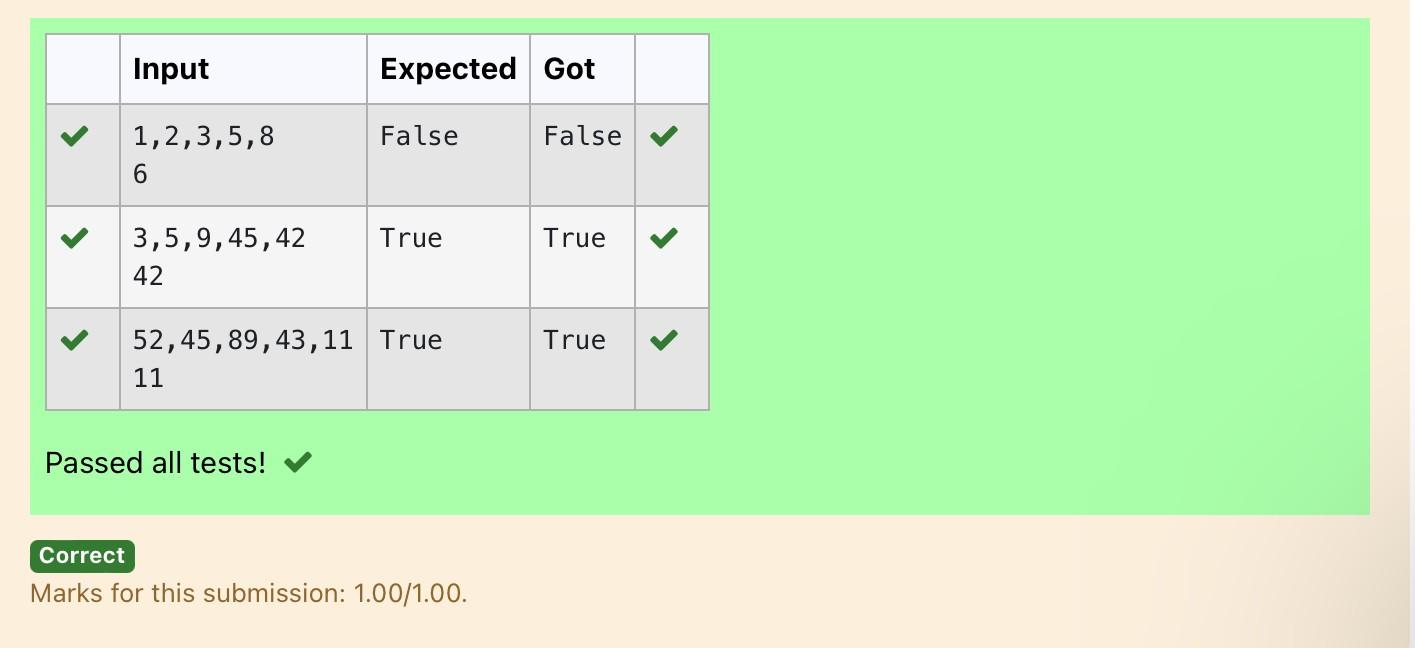 Input Expected Got
1,2,3,5,8 False False
6
3,5,9,45,42 True True
42
52,45,89,43,11 True True
11
Passed all tests!
Correct
Marks for this submission: 1.00/1.00.